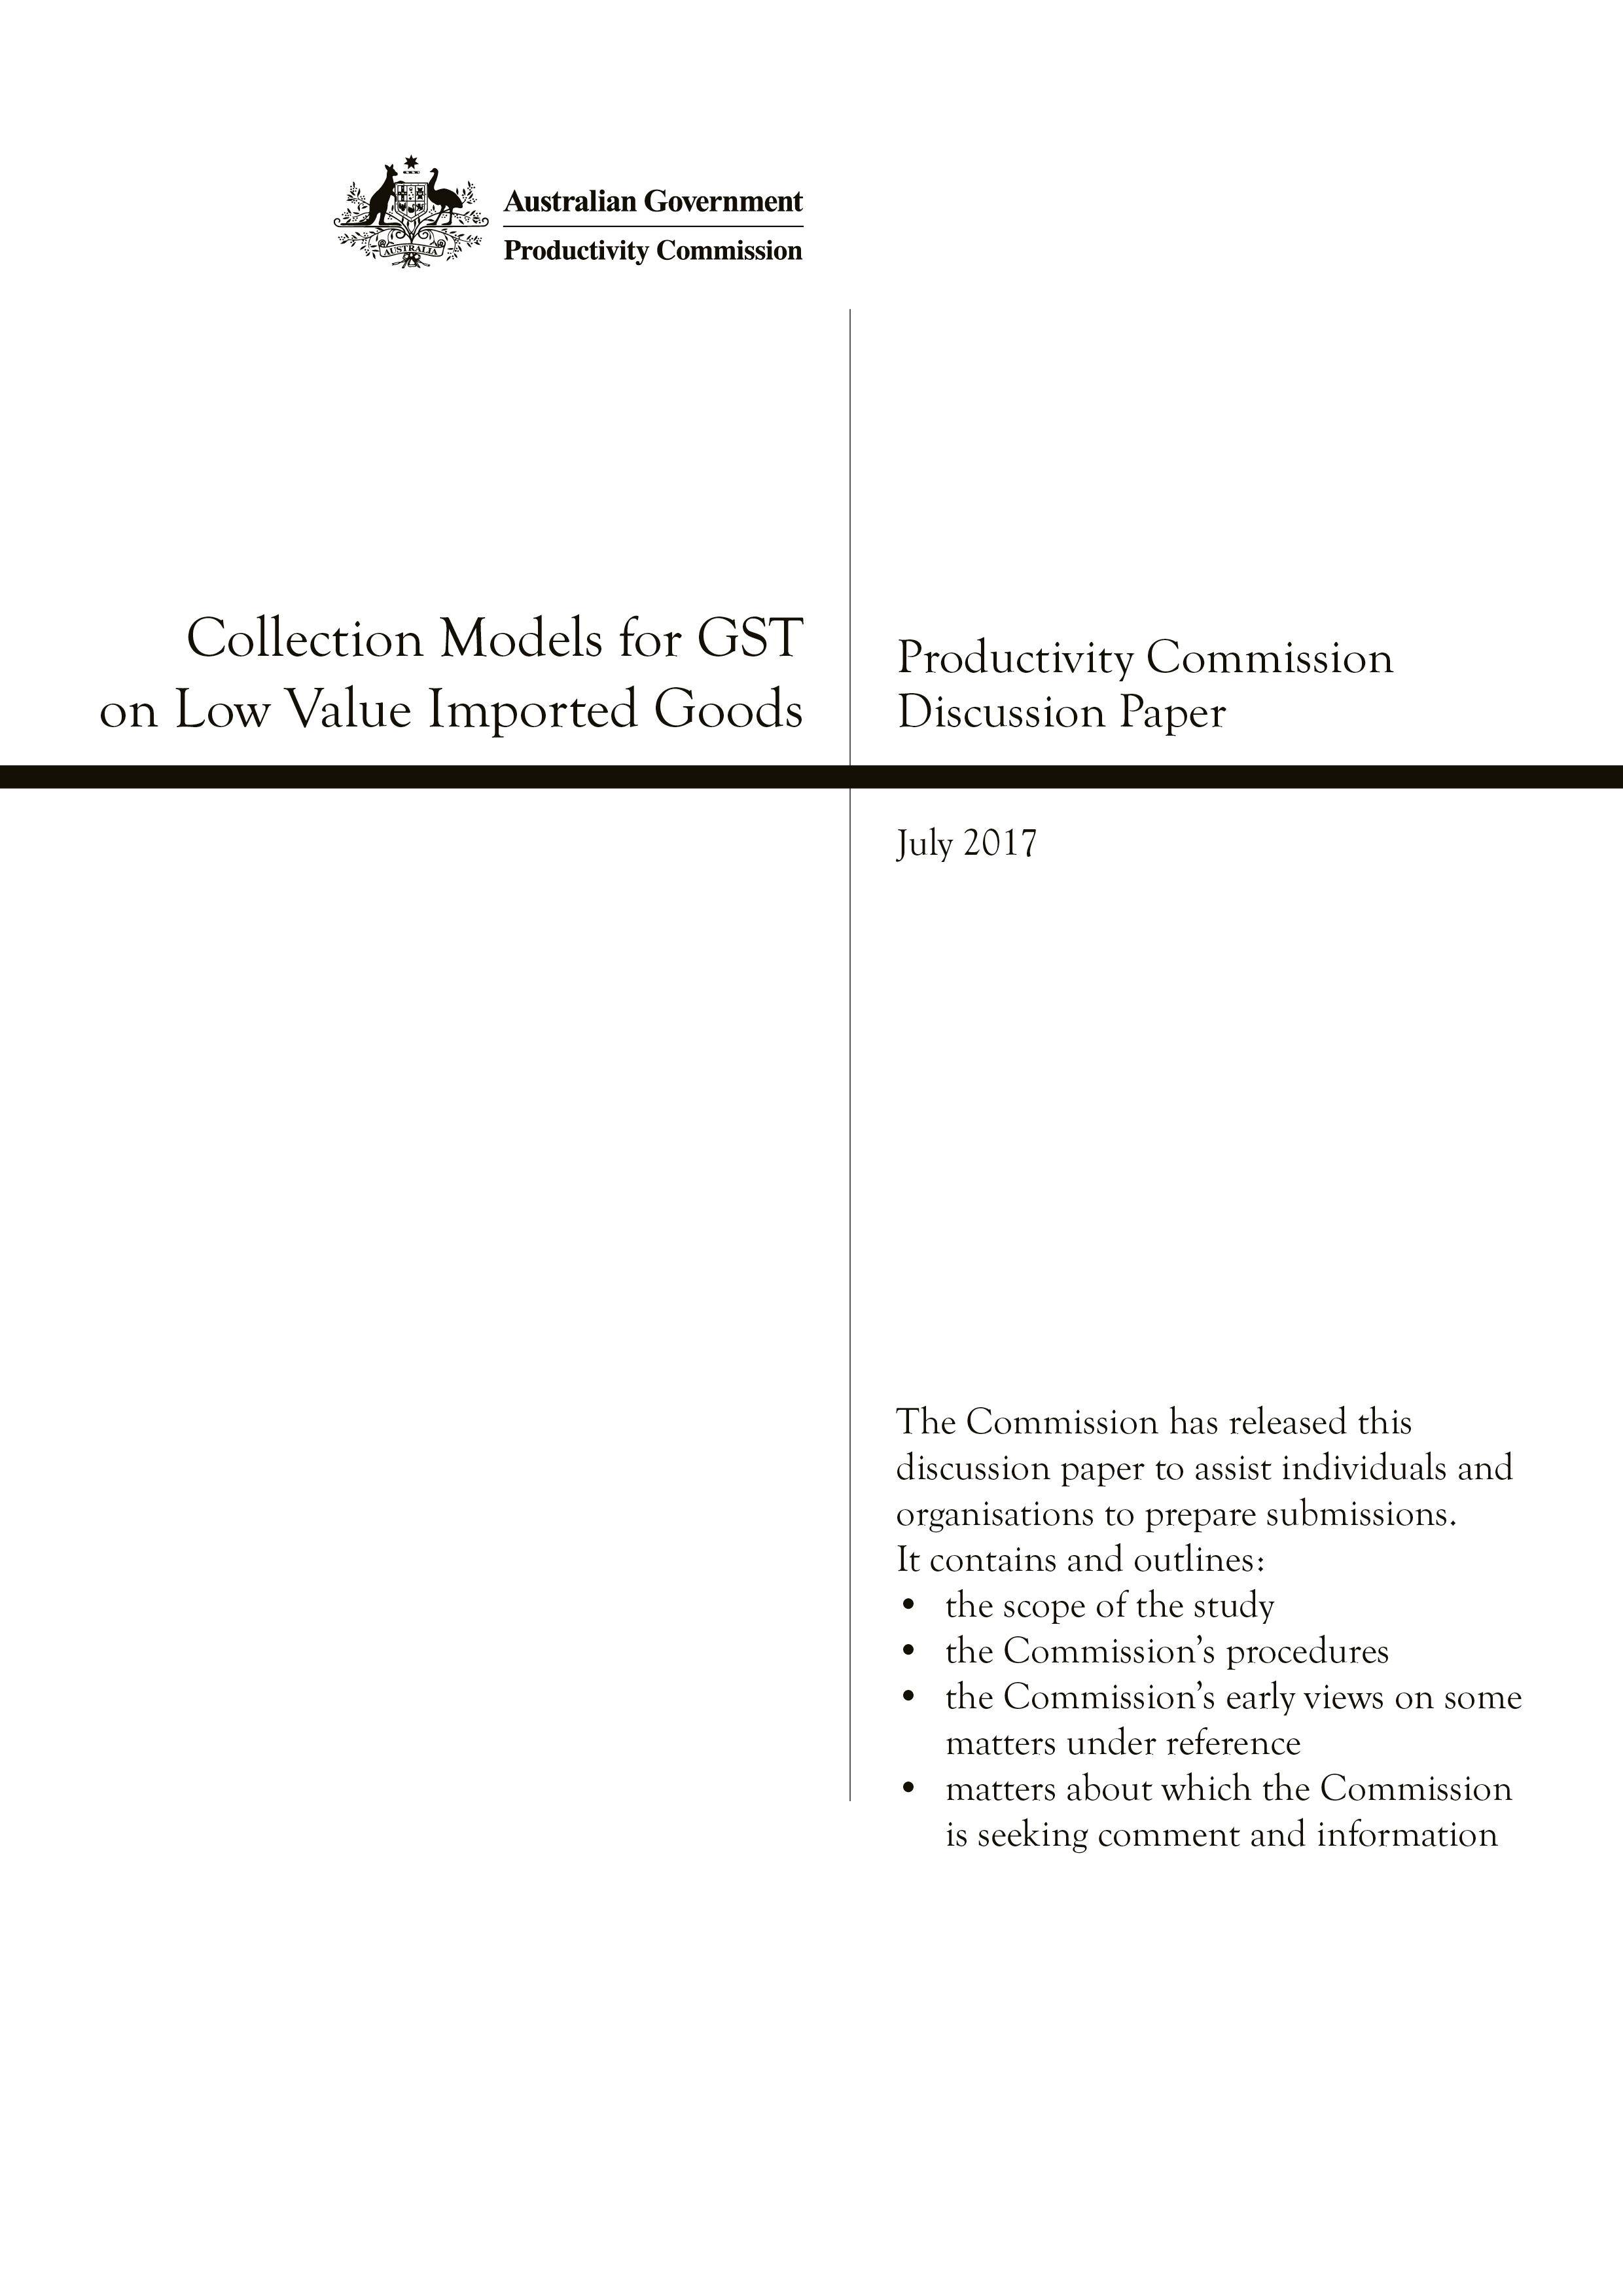 Australian Government
Productivity Commission
AUSTRALIA
Collection Models for GST
on Low Value Imported Goods
Productivity Commission
Discussion Paper
July 2017
The Commission has released this
discussion paper to assist individuals and
organisations to prepare submissions.
It contains and outlines:
• the scope of the study
• the Commission’s procedures
• the Commission’s early views on some
matters under reference
• matters about which the Commission
is seeking comment and information